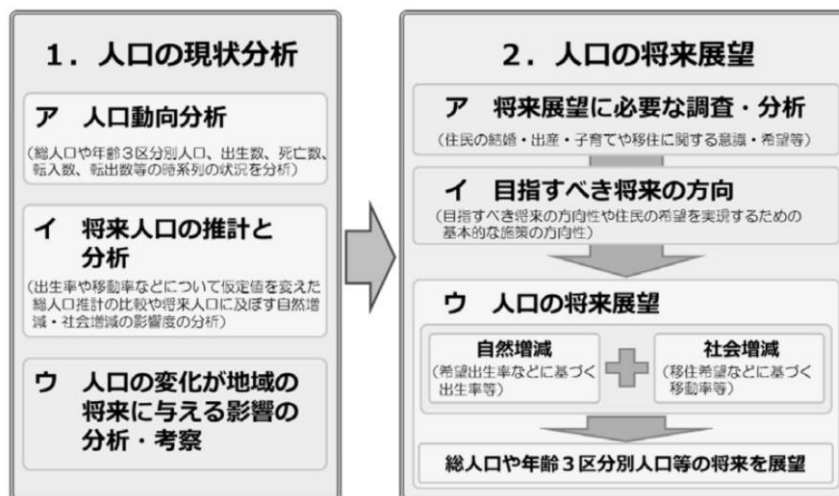 1．人口の現状分析
ア　人口動向分析
（総人口や年齢３区分別人口、出生数、死亡数、
転入数、転出数等の時系列の状況を分析）
イ　将来人口の推計と
分析
（出生率や移動率などについて仮定値を変えた
総人口推計の比較や将来人口に及ぼす自然増
減・社会増減の影響度の分析）
ウ　人口の変化が地域の
将来に与える影響の
分析・考察
2．人口の将来展望
ア　将来展望に必要な調査・分析
（住民の結婚・出産・子育てや移住に関する意識・希望等）
イ　目指すべき将来の方向
（目指すべき将来の方向性や住民の希望を実現するための
基本的な施策の方向性）
ウ　人口の将来展望
自然増減
（希望出生率などに基づく
出生率等）
社会増減
（移住希望などに基づく
移動率等）
総人口や年齢３区分別人口等の将来を展望